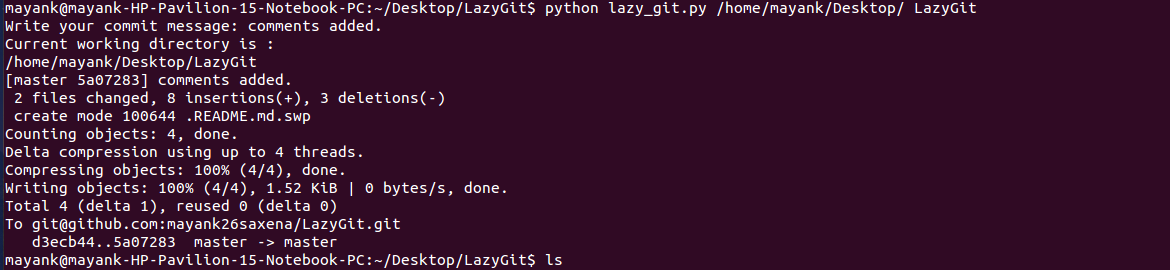 mayank@mayank-HP-Pavilion-15-Notebook-PC:~/Desktop/LazyGit$ python lazy_git.py /home/mayank/Desktop/ LazyGit
Write your commit message: comments added.
Current working directory is :
/home/mayank/Desktop/LazyGit
[master 5a07283] comments added.
 2 files changed, 8 insertions(+), 3 deletions(-)
 create mode 100644 .README.md.swp
Counting objects: 4, done.
Delta compression using up to 4 threads.
Compressing objects: 100% (4/4), done.
Writing objects: 100% (4/4), 1.52 KiB | 0 bytes/s, done.
Total 4 (delta 1), reused 0 (delta 0)
To git@github.com:mayank26saxena/LazyGit.git
   d3ecb44..5a07283  master -> master
mayank@mayank-HP-Pavilion-15-Notebook-PC:~/Desktop/LazyGit$ ls